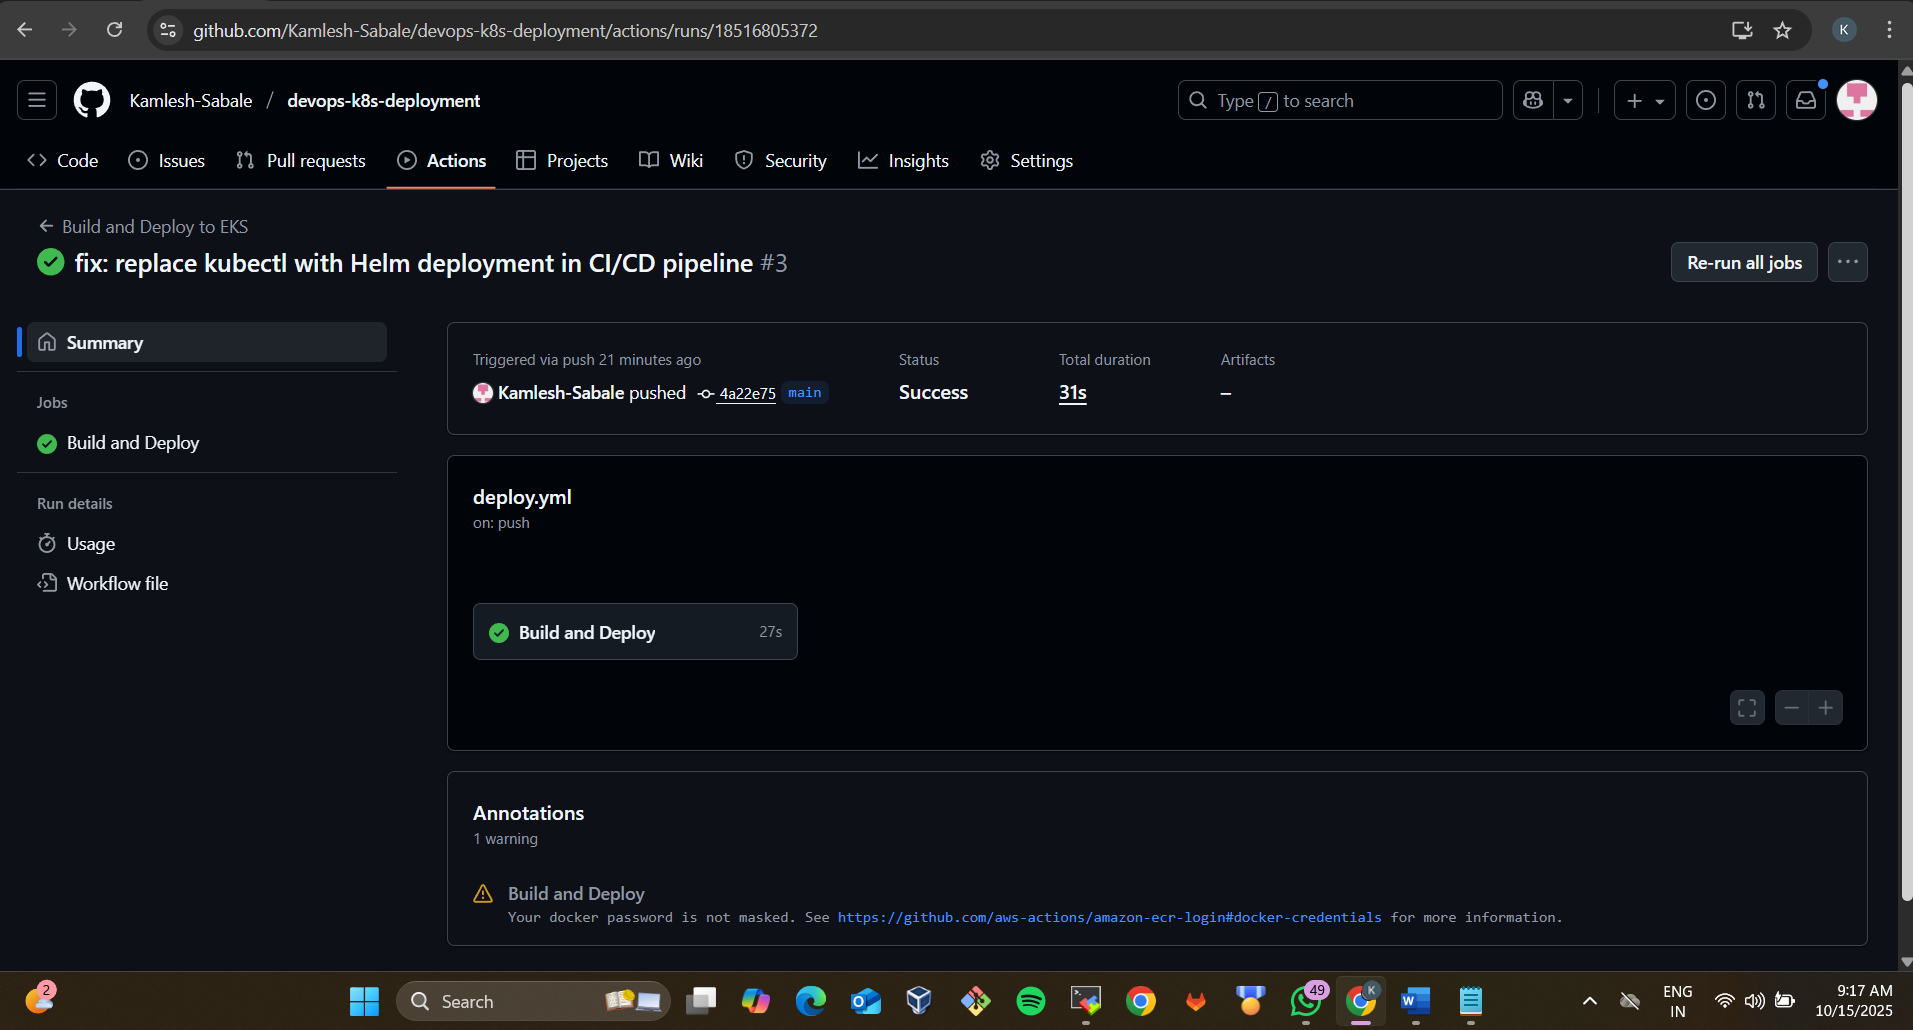 github.com/Kamlesh-Sabale/devops-k8s-deployment/actions/runs/18516805372
K
Kamlesh-Sabale / devops-k8s-deployment
Type / to search
Code
Issues
Pull requests
Actions
Projects
Wiki
Security
Insights
Settings
Build and Deploy to EKS
fix: replace kubectl with Helm deployment in CI/CD pipeline #3
Re-run all jobs
Summary
Jobs
Build and Deploy
Run details
Usage
Workflow file
Triggered via push 21 minutes ago
Kamlesh-Sabale pushed 4a22e75 main
Status
Success
Total duration
31s
Artifacts
–
deploy.yml
on: push
Build and Deploy 27s
Annotations
1 warning
Build and Deploy
Your docker password is not masked. See https://github.com/aws-actions/amazon-ecr-login#docker-credentials for more information.
2
Search
49
K
ENG
IN
9:17 AM
10/15/2025